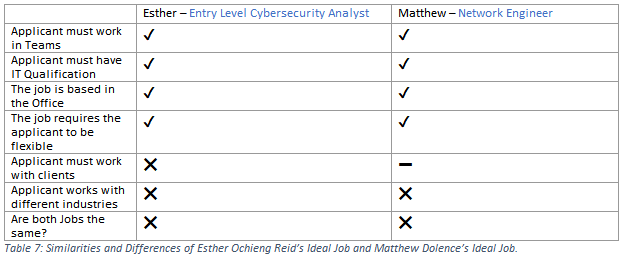 Esther – Entry Level Cybersecurity Analyst
Matthew – Network Engineer
Applicant must work
in Teams
✓
✓
Applicant must have
IT Qualification
✓
✓
The job is based in
the Office
✓
✓
The job requires the
applicant to be
flexible
✓
✓
Applicant must work
with clients
✕
–
Applicant works with
different industries
✕
✕
Are both Jobs the
same?
✕
✕
Table 7: Similarities and Differences of Esther Ochieng Reid's Ideal Job and Matthew Dolence's Ideal Job.